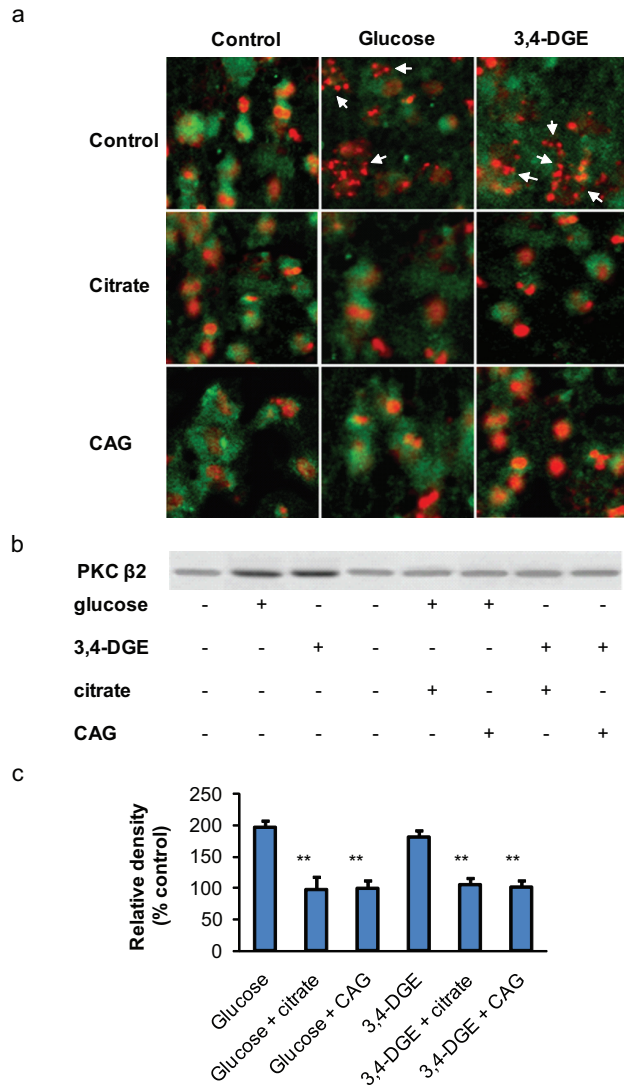 a
Control Glucose 3,4-DGE
Control
Citrate
CAG
b
PKC β2
glucose - + - - + + - -
3,4-DGE - - + - - - + +
citrate - - - - + - + -
CAG - - - - - + - +
c
Relative density
(% control)
250
200
150
100
50
0
** ** ** **
Glucose
Glucose + citrate
Glucose + CAG
3,4-DGE
3,4-DGE + citrate
3,4-DGE + CAG